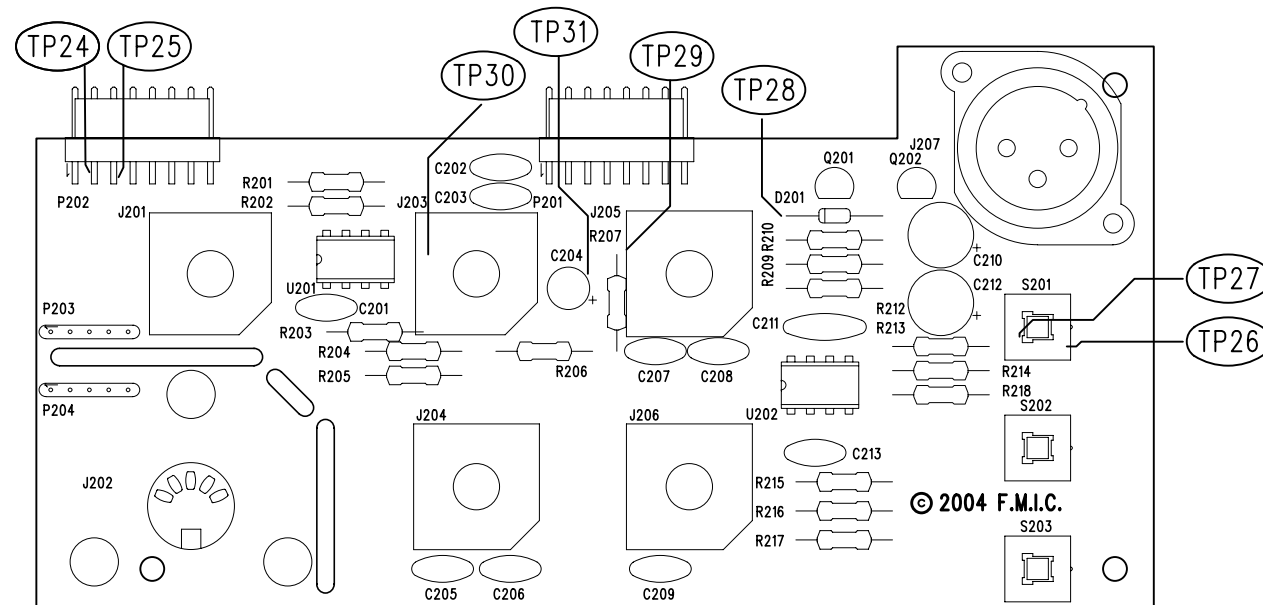 TP24 TP25 TP30 TP31 TP29 TP28
J207
Q201 Q202
C202
R201
C203
P202 R202 J203 P201 J205 D201
J201
R207 R210
C204 R209
C210
U201
C212 S201 TP27
P203 C201
R212
R203 C211 R213
R204 TP26
R205 R206 C207 C208 R214
R218
P204
J204 J206 U202 S202
C213
J202 R215
R216 © 2004 F.M.I.C.
S203
R217
C205 C206 C209